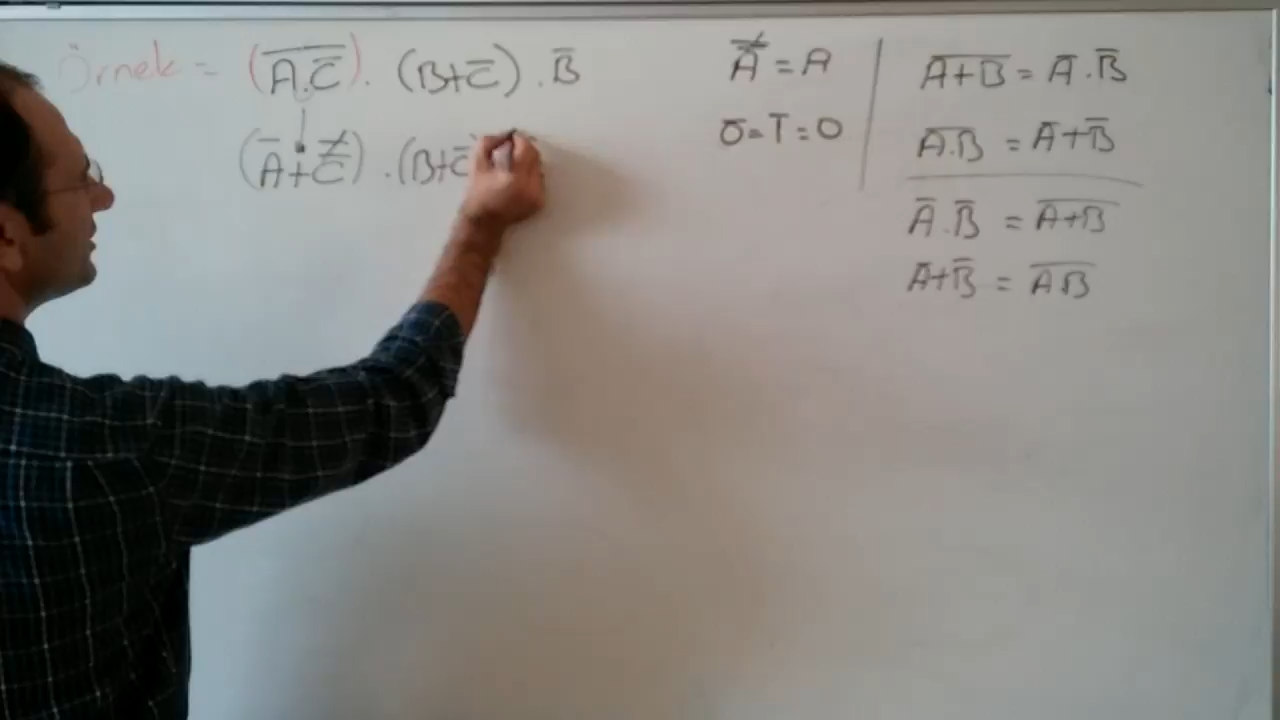 Örnek = (A̅.̅C̅̅). (B+C̅) . B̅
(A̅+C̿) . (B+C̅)
A̿ = A
0̅ = 1̅ = 0
A̅+̅B̅ = A̅ . B̅
A̅.̅B̅ = A̅+B̅
A̅ . B̅ = A̅+̅B̅
A̅+B̅ = A̅B̅